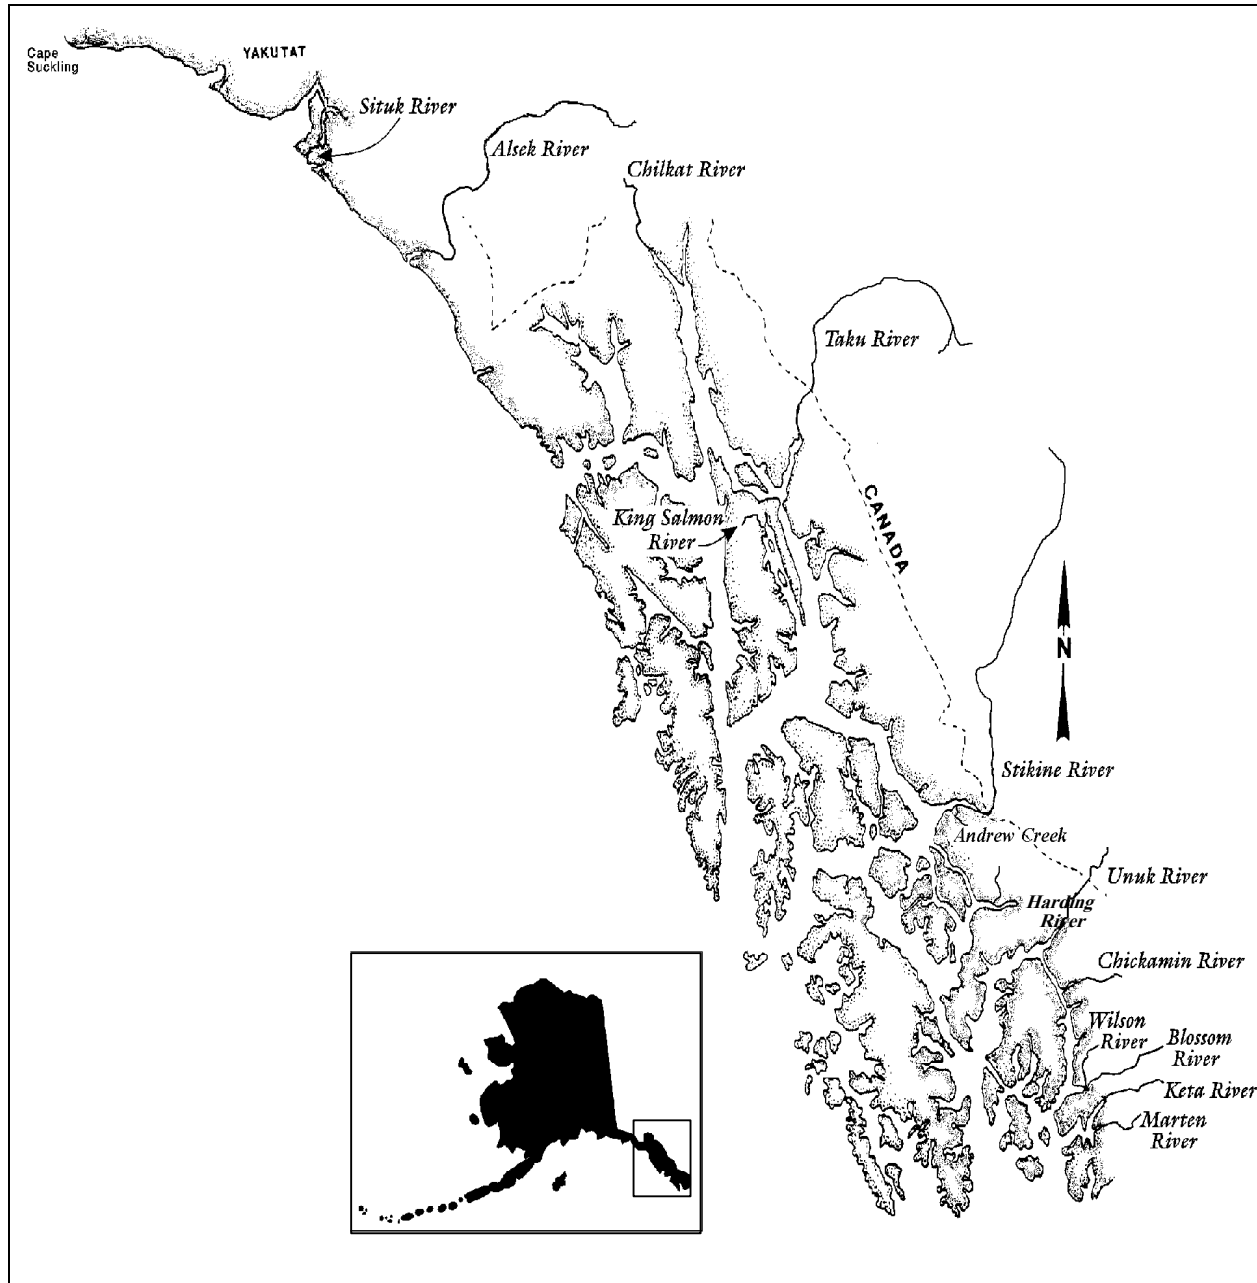 Cape
Suckling
YAKUTAT
Situk River
Alsek River
Chilkat River
Taku River
King Salmon
River
CANADA
N
Stikine River
Andrew Creek
Unuk River
Harding
River
Chickamin River
Wilson
River
Blossom
River
Keta River
Marten
River